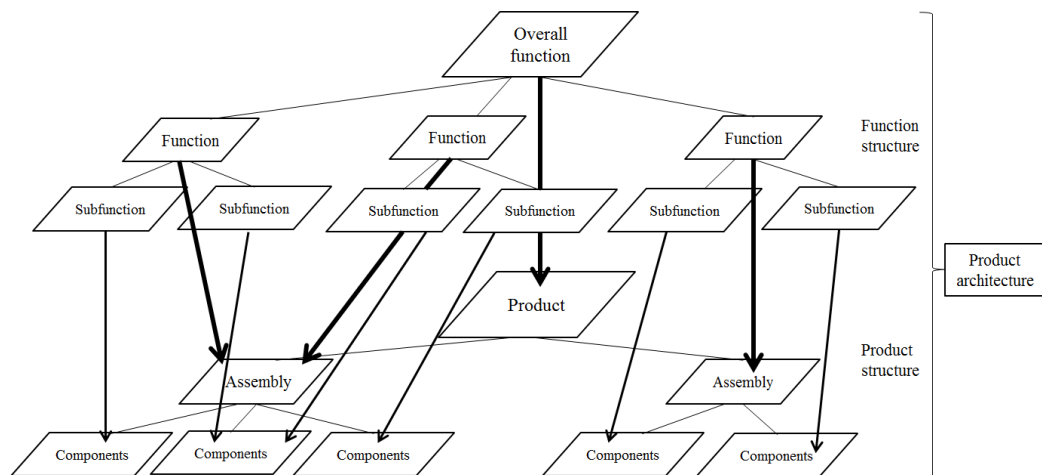 Overall
function
Function
Function
Function
Function
structure
Subfunction
Subfunction
Subfunction
Subfunction
Subfunction
Subfunction
Product
architecture
Product
Product
structure
Assembly
Assembly
Components
Components
Components
Components
Components